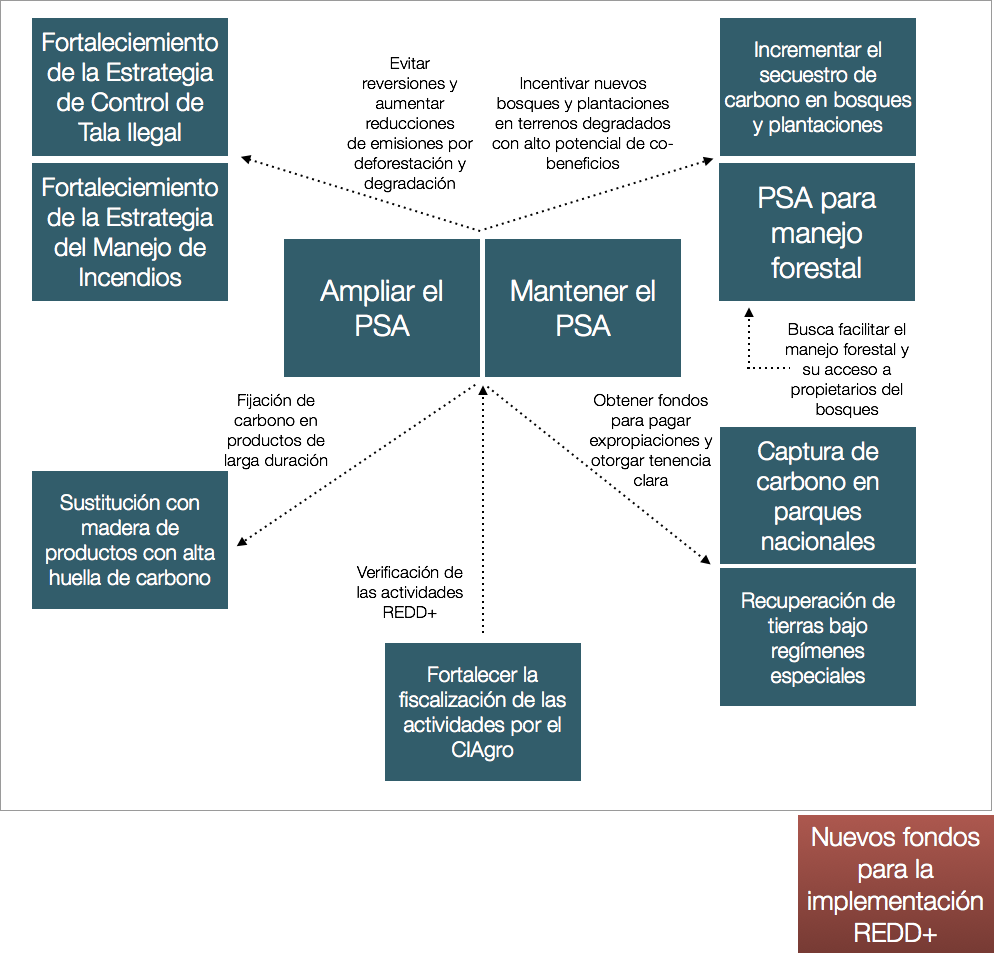 Fortaleciemiento
de la Estrategia
de Control de
Tala Ilegal
Fortaleciemiento
de la Estrategia
del Manejo de
Incendios
Evitar
reversiones y
aumentar
reducciones
de emisiones por
deforestación y
degradación
Incentivar nuevos
bosques y plantaciones
en terrenos degradados
con alto potencial de co-
beneficios
Incrementar el
secuestro de
carbono en bosques
y plantaciones
PSA para
manejo
forestal
Ampliar el
PSA
Mantener el
PSA
Busca facilitar el
manejo forestal y
su acceso a
propietarios del
bosques
Fijación de
carbono en
productos de
larga duración
Obtener fondos
para pagar
expropiaciones y
otorgar tenencia
clara
Sustitución con
madera de
productos con alta
huella de carbono
Captura de
carbono en
parques
nacionales
Recuperación de
tierras bajo
regímenes
especiales
Verificación de
las actividades
REDD+
Fortalecer la
fiscalización de las
actividades por el
CIAgro
Nuevos fondos
para la
implementación
REDD+